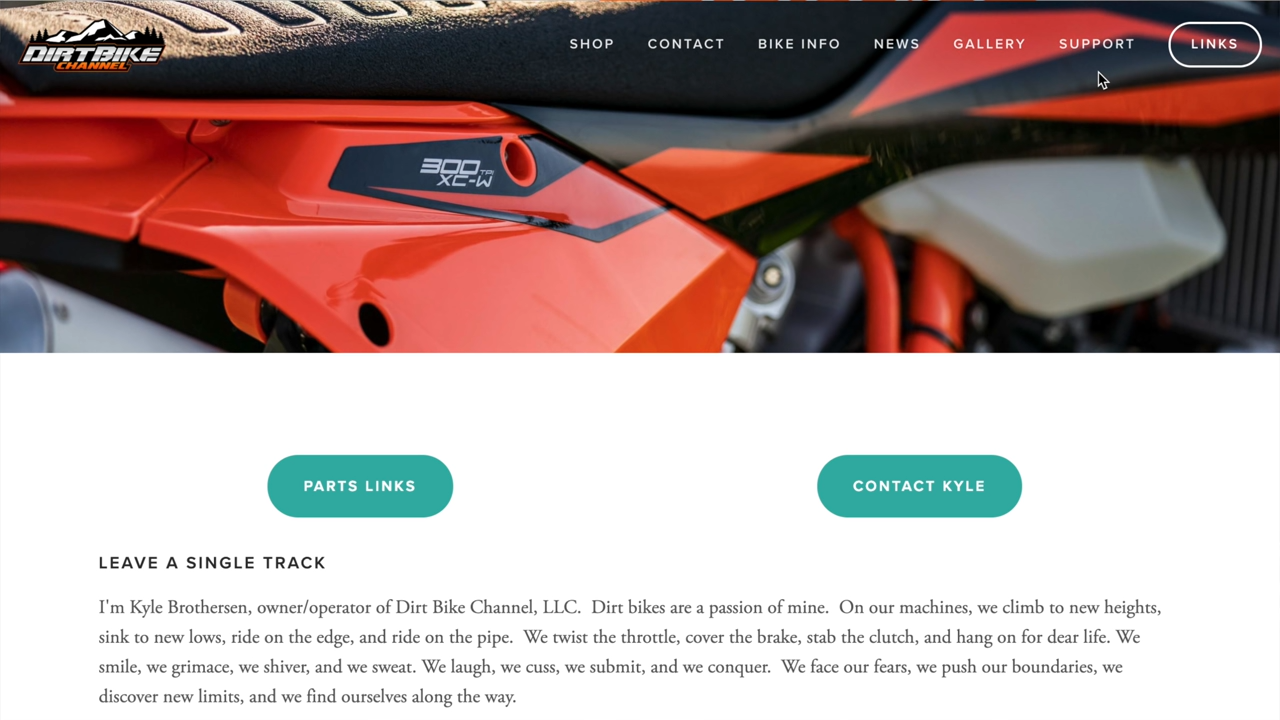 DIRT BIKE
CHANNEL
SHOP CONTACT BIKE INFO NEWS GALLERY SUPPORT LINKS
300 TPI
XC-W
PARTS LINKS CONTACT KYLE
LEAVE A SINGLE TRACK
I'm Kyle Brothersen, owner/operator of Dirt Bike Channel, LLC.  Dirt bikes are a passion of mine.  On our machines, we climb to new heights,
sink to new lows, ride on the edge, and ride on the pipe.  We twist the throttle, cover the brake, stab the clutch, and hang on for dear life. We
smile, we grimace, we shiver, and we sweat. We laugh, we cuss, we submit, and we conquer.  We face our fears, we push our boundaries, we
discover new limits, and we find ourselves along the way.